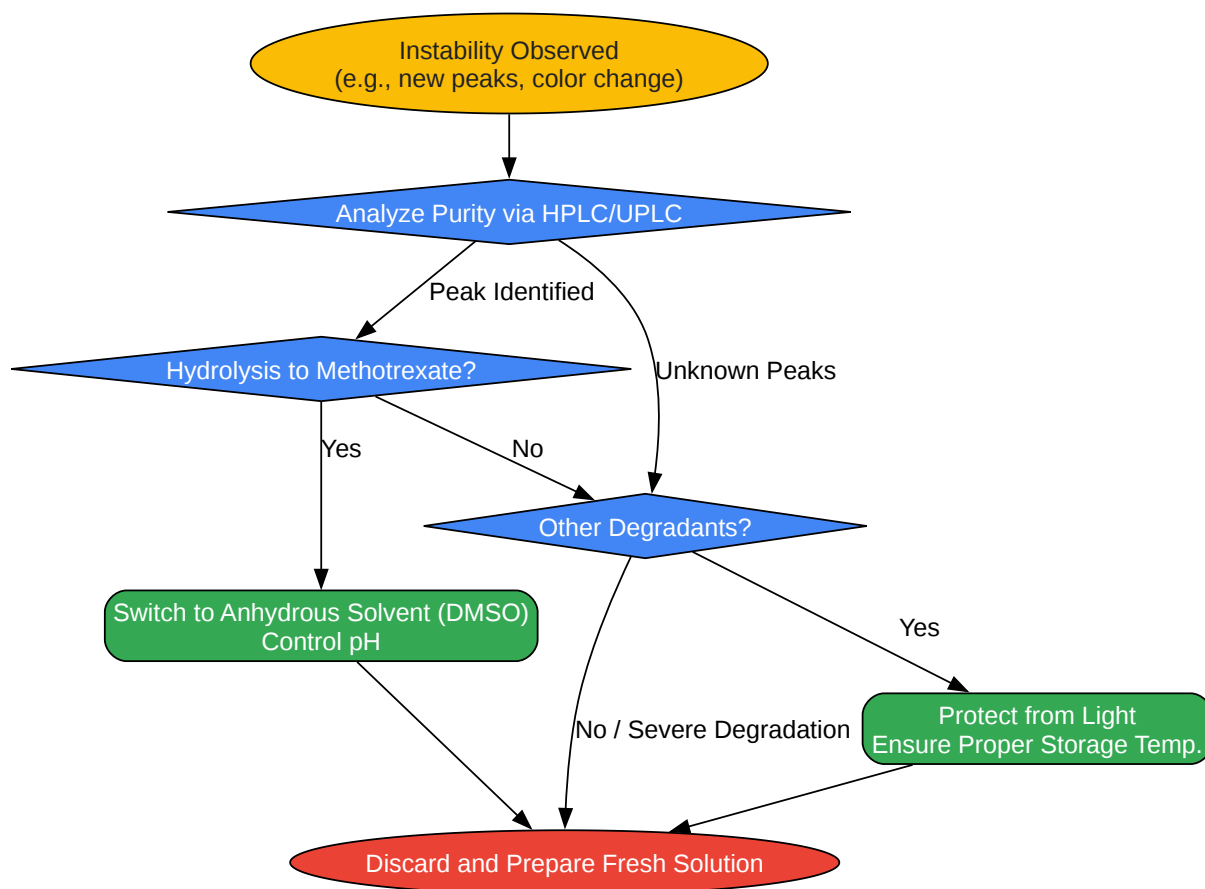 Instability Observed
(e.g., new peaks, color change)
Analyze Purity via HPLC/UPLC
Peak Identified
Hydrolysis to Methotrexate?
Unknown Peaks
Yes
No
Other Degradants?
Switch to Anhydrous Solvent (DMSO)
Control pH
Yes
Protect from Light
Ensure Proper Storage Temp.
No / Severe Degradation
Discard and Prepare Fresh Solution